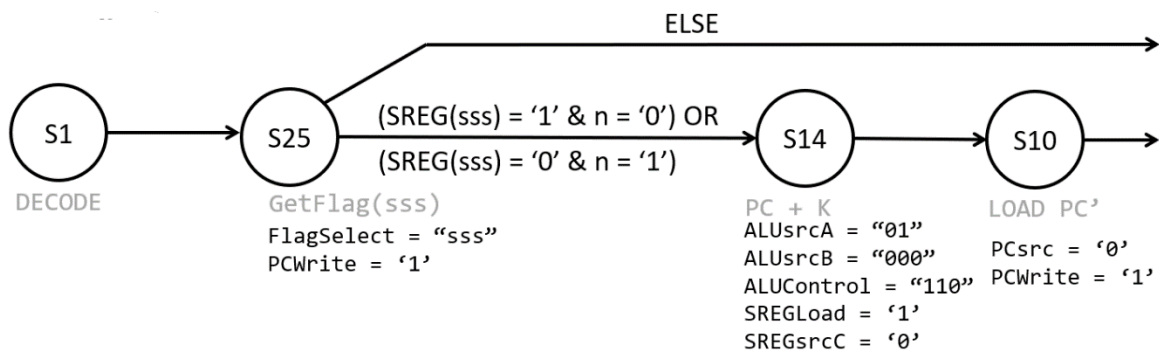 ELSE
S1
S25
(SREG(sss) = ‘1’ & n = ‘0’) OR
(SREG(sss) = ‘0’ & n = ‘1’)
S14
S10
DECODE
GetFlag(sss)
FlagSelect = “sss”
PCWrite = ‘1’
PC + K
ALUsrcA = “01”
ALUsrcB = “000”
ALUControl = “110”
SREGLoad = ‘1’
SREGsrcC = ‘0’
LOAD PC’
PCsrc = ‘0’
PCWrite = ‘1’